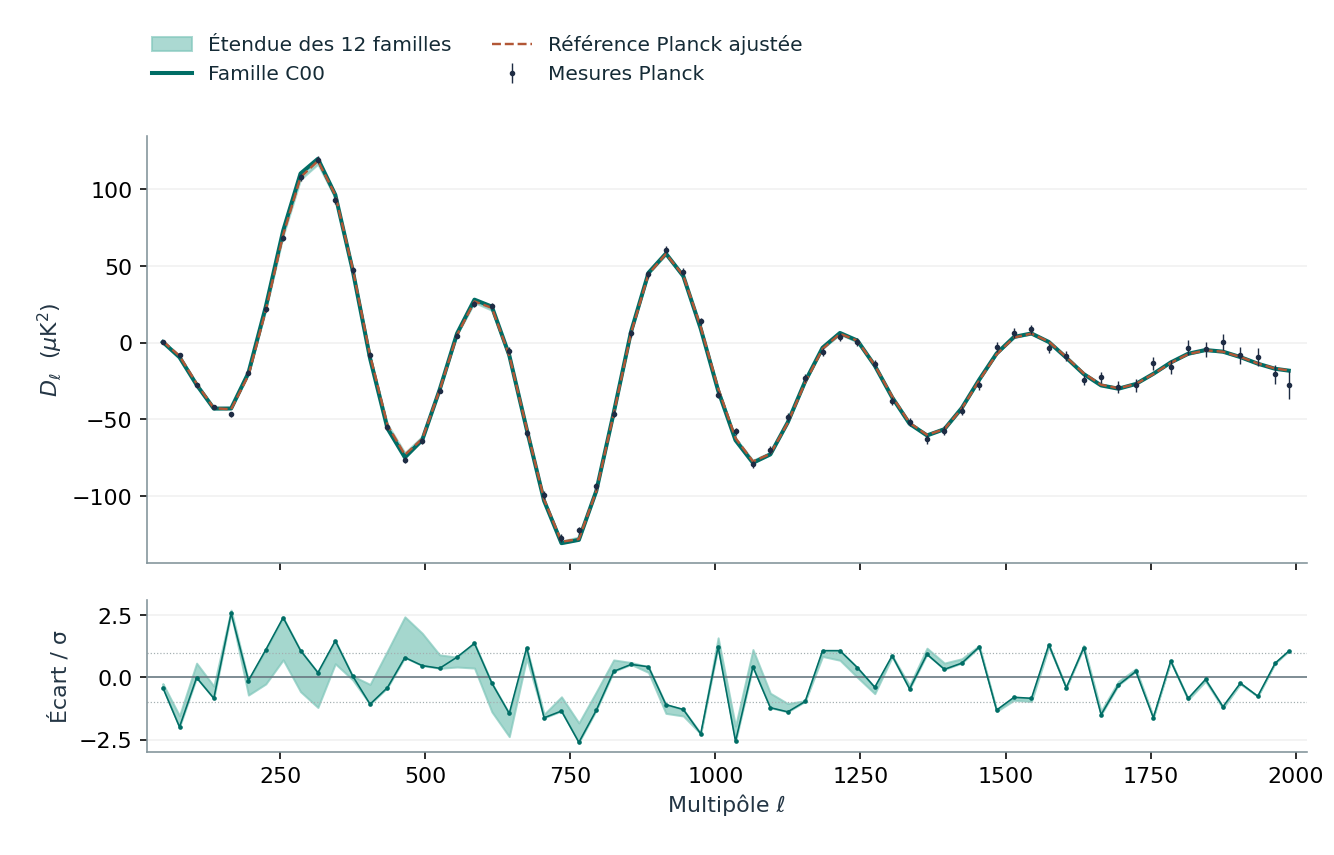 Étendue des 12 familles
Famille C00
Référence Planck ajustée
Mesures Planck
D_ℓ (μK²)
100
50
0
−50
−100
Écart / σ
2.5
0.0
−2.5
250 500 750 1000 1250 1500 1750 2000
Multipôle ℓ